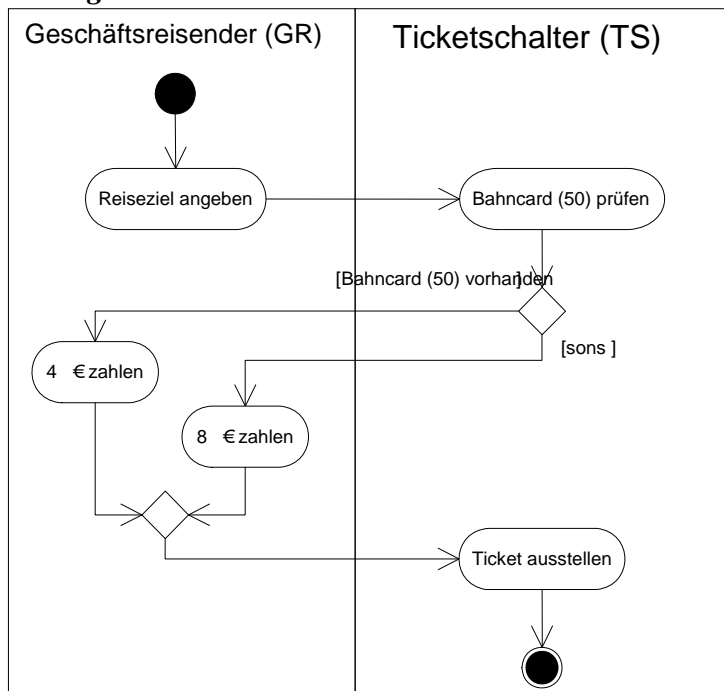 Geschäftsreisender (GR)
Ticketschalter (TS)
Reiseziel angeben
Bahncard (50) prüfen
[Bahncard (50) vorhanden]
[sons ]
4 € zahlen
8 € zahlen
Ticket ausstellen